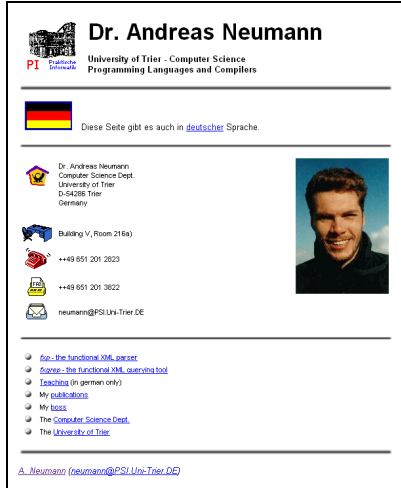 Dr. Andreas Neumann
PI Praktische
Informatik
University of Trier - Computer Science
Programming Languages and Compilers
Diese Seite gibt es auch in deutscher Sprache.
Dr. Andreas Neumann
Computer Science Dept.
University of Trier
D-54286 Trier
Germany
Building V, Room 216a)
++49 651 201 2823
FAX
++49 651 201 3822
neumann@PSI.Uni-Trier.DE
fxp - the functional XML parser
fxgrep - the functional XML querying tool
Teaching (in german only)
My publications
My boss
The Computer Science Dept.
The University of Trier
A. Neumann (neumann@PSI.Uni-Trier.DE)